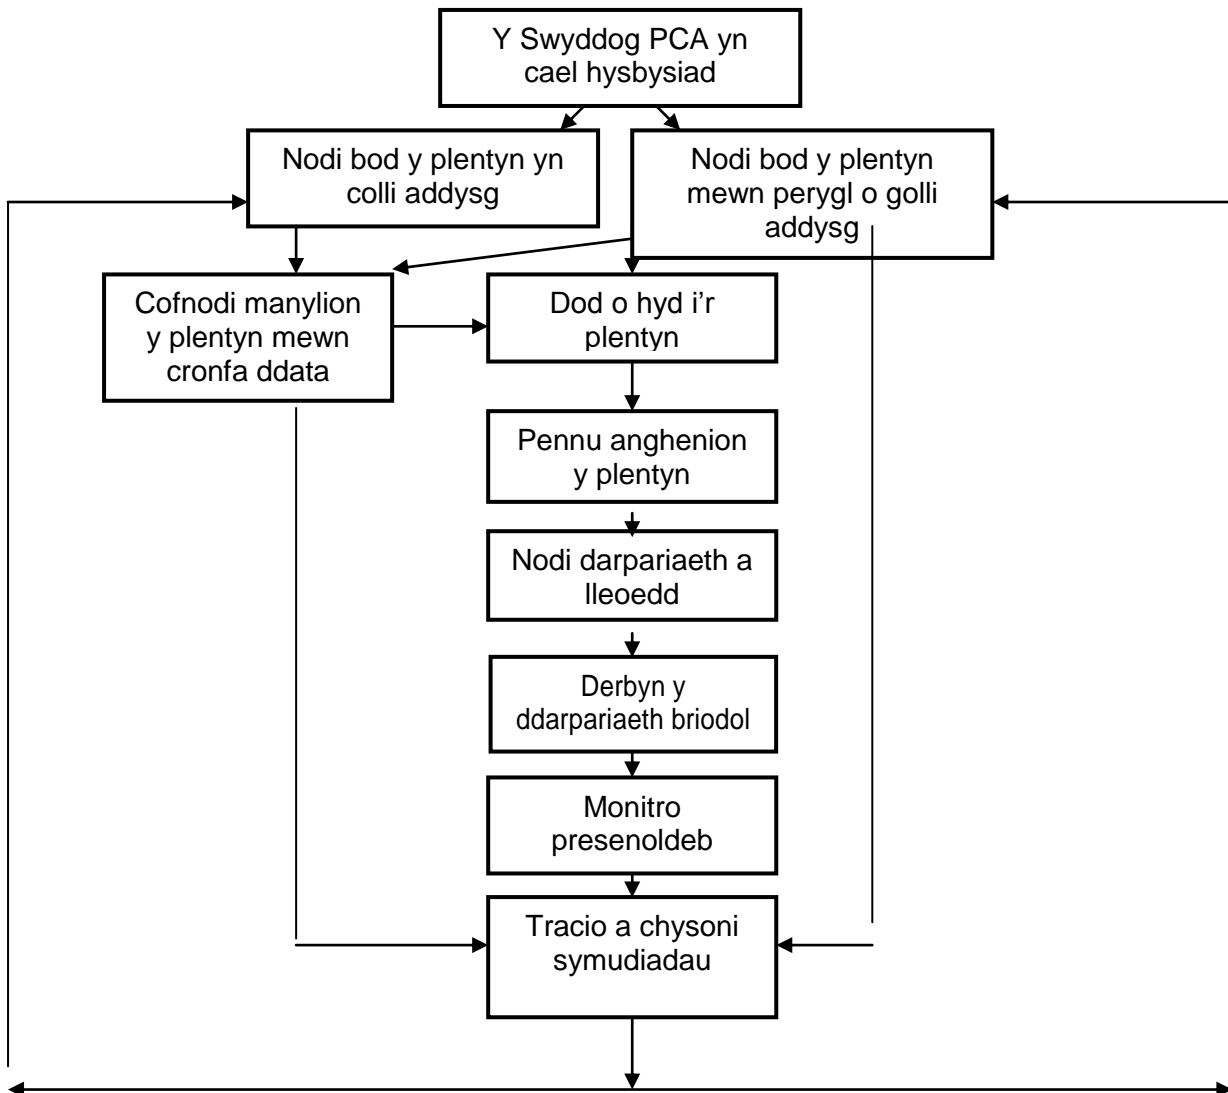 Y Swyddog PCA yn
cael hysbysiad
Nodi bod y plentyn yn
colli addysg
Nodi bod y plentyn
mewn perygl o golli
addysg
Cofnodi manylion
y plentyn mewn
cronfa ddata
Dod o hyd i’r
plentyn
Pennu anghenion
y plentyn
Nodi darpariaeth a
lleoedd
Derbyn y
ddarpariaeth briodol
Monitro
presenoldeb
Tracio a chysoni
symudiadau